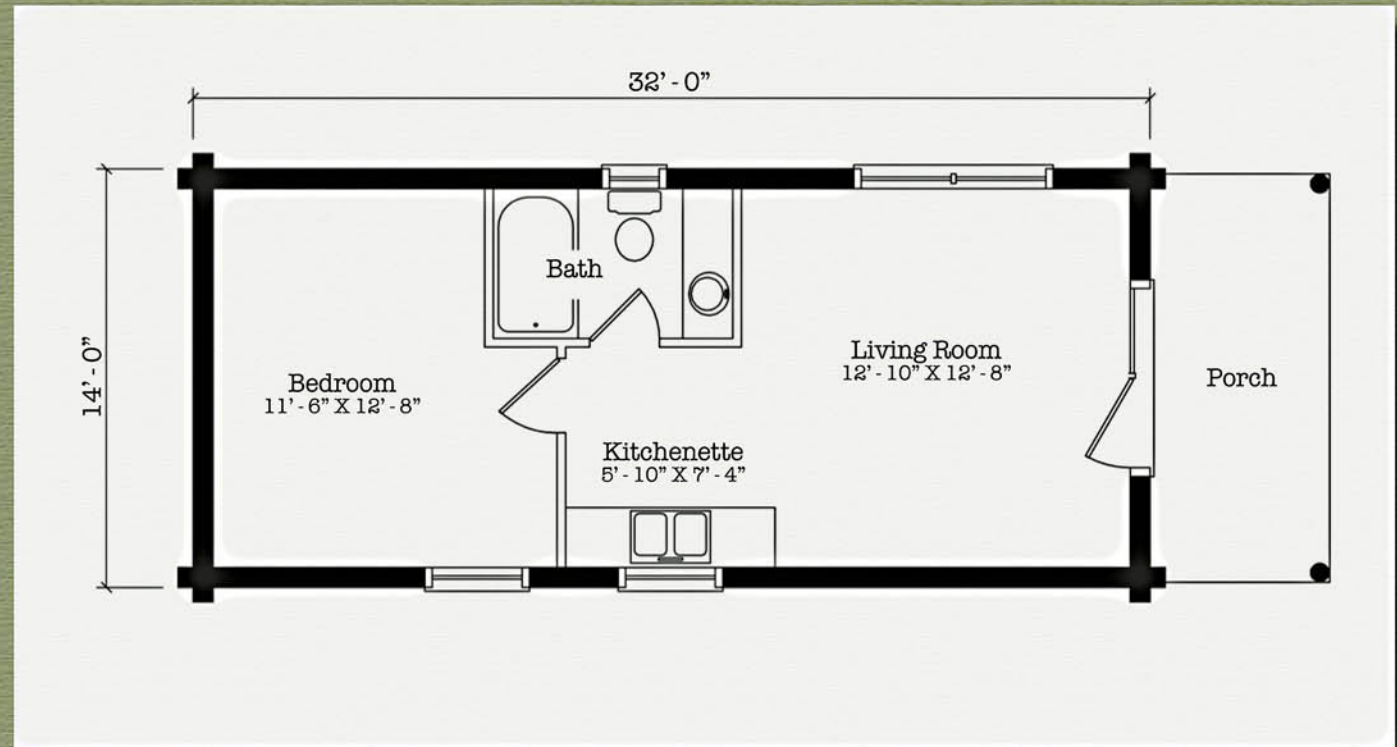 32' - 0”
14' - 0”
Bath
Living Room
12' - 10” X 12' - 8”
Porch
Bedroom
11' - 6” X 12' - 8”
Kitchenette
5' - 10” X 7' - 4”